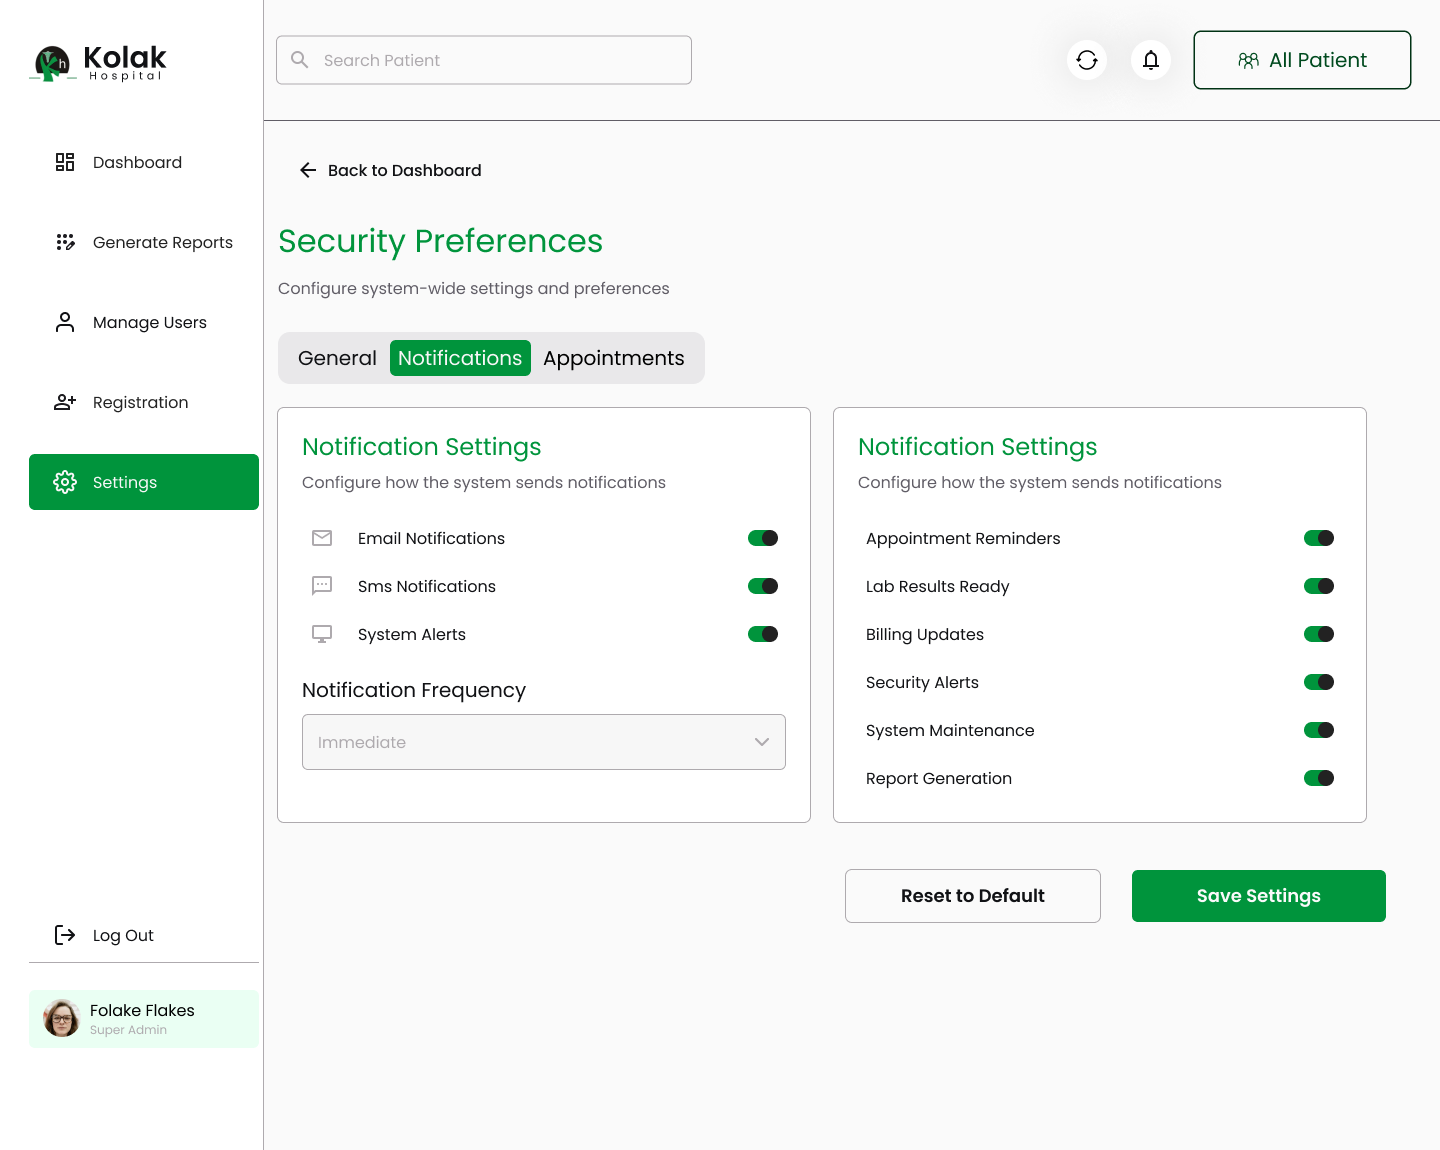 Kolak
Hospital
Search Patient
All Patient
Dashboard
Generate Reports
Manage Users
Registration
Settings
Log Out
Folake Flakes
Super Admin
Back to Dashboard
Security Preferences
Configure system-wide settings and preferences
General
Notifications
Appointments
Notification Settings
Configure how the system sends notifications
Email Notifications
Sms Notifications
System Alerts
Notification Frequency
Immediate
Notification Settings
Configure how the system sends notifications
Appointment Reminders
Lab Results Ready
Billing Updates
Security Alerts
System Maintenance
Report Generation
Reset to Default
Save Settings